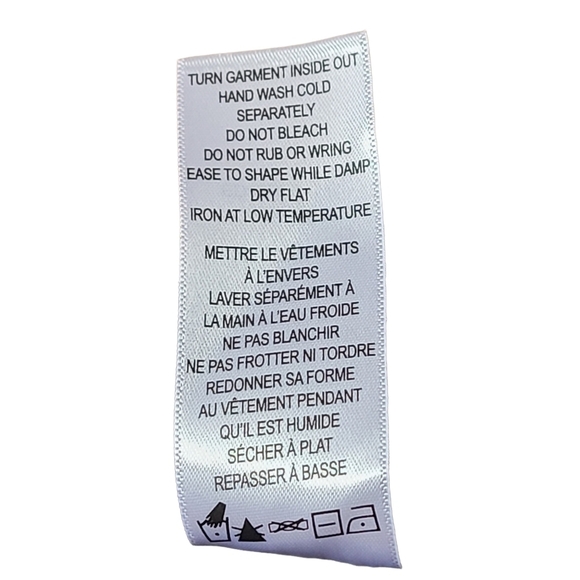 TURN GARMENT INSIDE OUT
HAND WASH COLD
SEPARATELY
DO NOT BLEACH
DO NOT RUB OR WRING
EASE TO SHAPE WHILE DAMP
DRY FLAT
IRON AT LOW TEMPERATURE
METTRE LE VÊTEMENTS
À L'ENVERS
LAVER SÉPARÉMENT À
LA MAIN À L'EAU FROIDE
NE PAS BLANCHIR
NE PAS FROTTER NI TORDRE
REDONNER SA FORME
AU VÊTEMENT PENDANT
QU'IL EST HUMIDE
SÉCHER À PLAT
REPASSER À BASSE